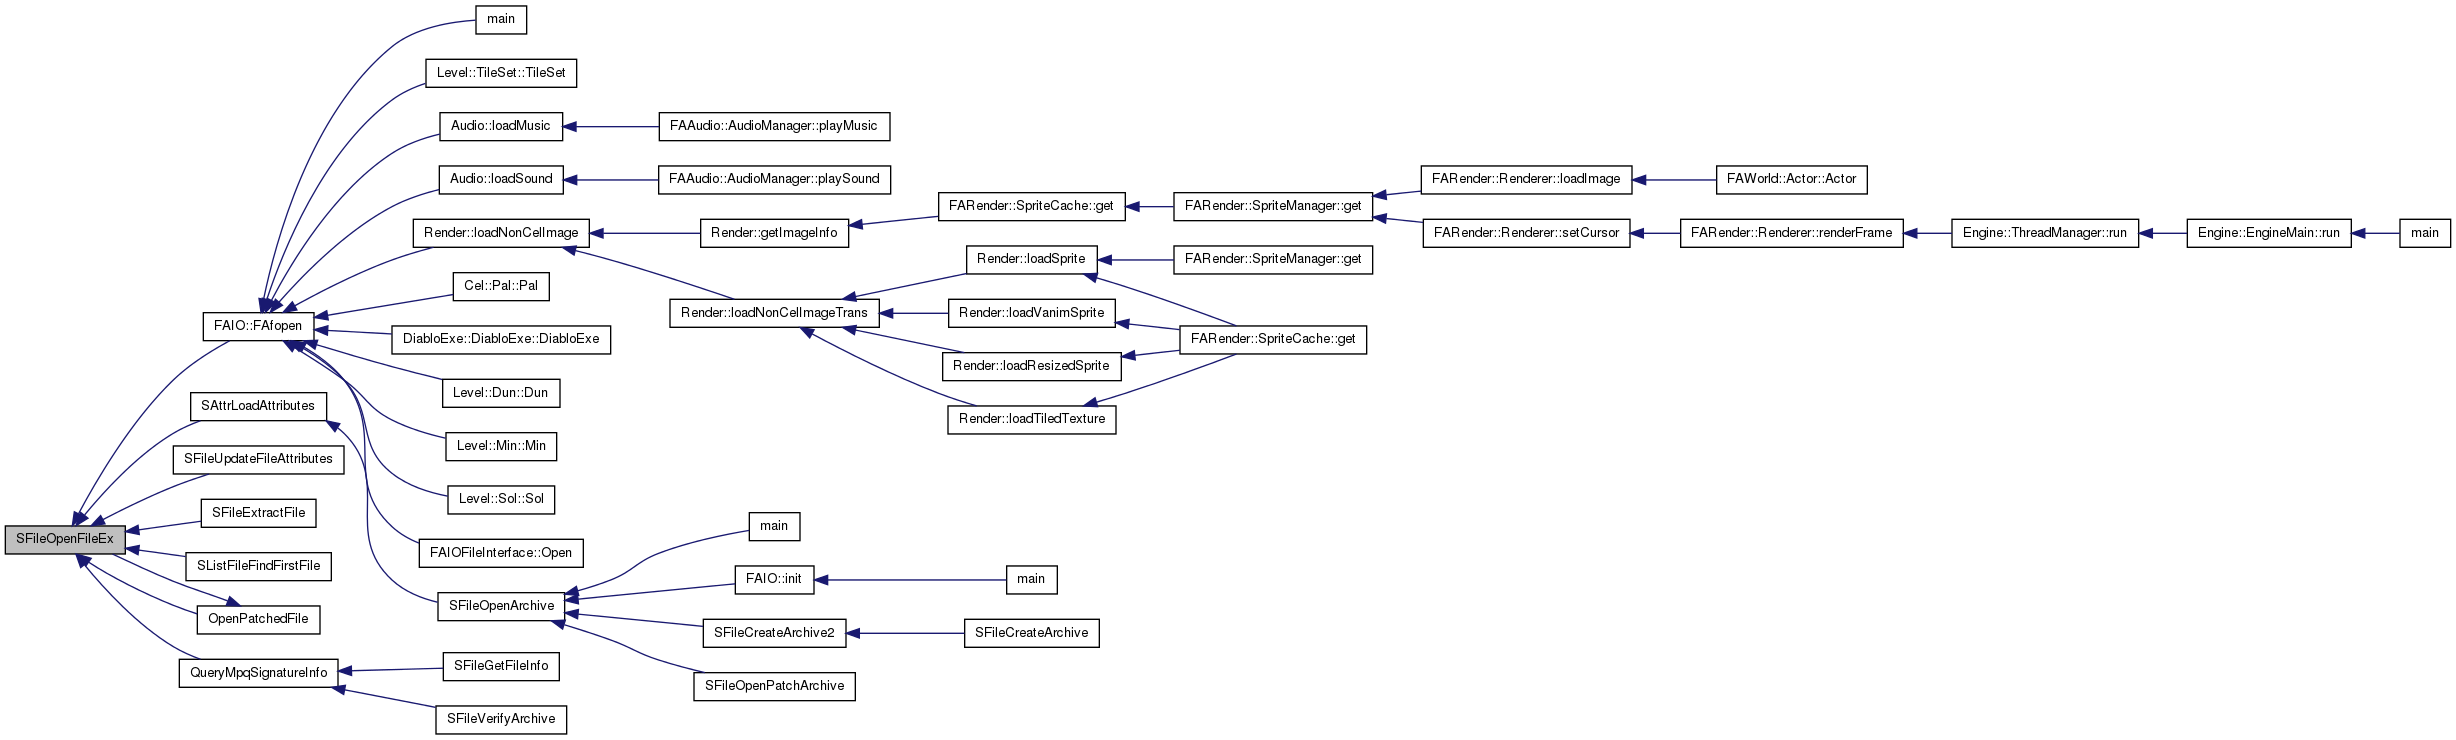 main
Level::TileSet::TileSet
Audio::loadMusic
FAAudio::AudioManager::playMusic
Audio::loadSound
FAAudio::AudioManager::playSound
FARender::Renderer::loadImage
FAWorld::Actor::Actor
FARender::SpriteCache::get
FARender::SpriteManager::get
Render::loadNonCelImage
Render::getImageInfo
FARender::Renderer::setCursor
FARender::Renderer::renderFrame
Engine::ThreadManager::run
Engine::EngineMain::run
main
Render::loadSprite
FARender::SpriteManager::get
Cel::Pal::Pal
Render::loadNonCelImageTrans
Render::loadVanimSprite
FAIO::FAfopen
DiabloExe::DiabloExe::DiabloExe
FARender::SpriteCache::get
Render::loadResizedSprite
Level::Dun::Dun
SAttrLoadAttributes
Render::loadTiledTexture
Level::Min::Min
SFileUpdateFileAttributes
Level::Sol::Sol
SFileExtractFile
main
SFileOpenFileEx
FAIOFileInterface::Open
SListFileFindFirstFile
FAIO::init
main
SFileOpenArchive
OpenPatchedFile
SFileCreateArchive2
SFileCreateArchive
QueryMpqSignatureInfo
SFileGetFileInfo
SFileOpenPatchArchive
SFileVerifyArchive